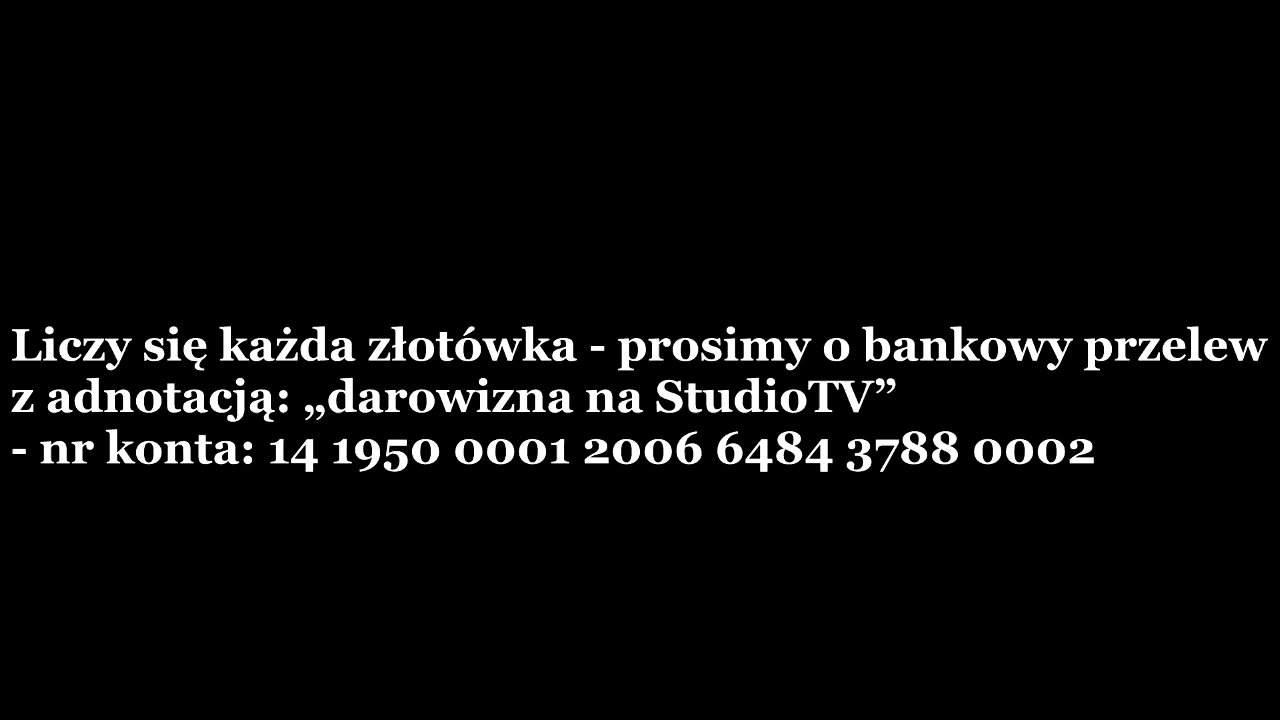 Liczy się każda złotówka - prosimy o bankowy przelew
z adnotacją: „darowizna na StudioTV”
- nr konta: 14 1950 0001 2006 6484 3788 0002